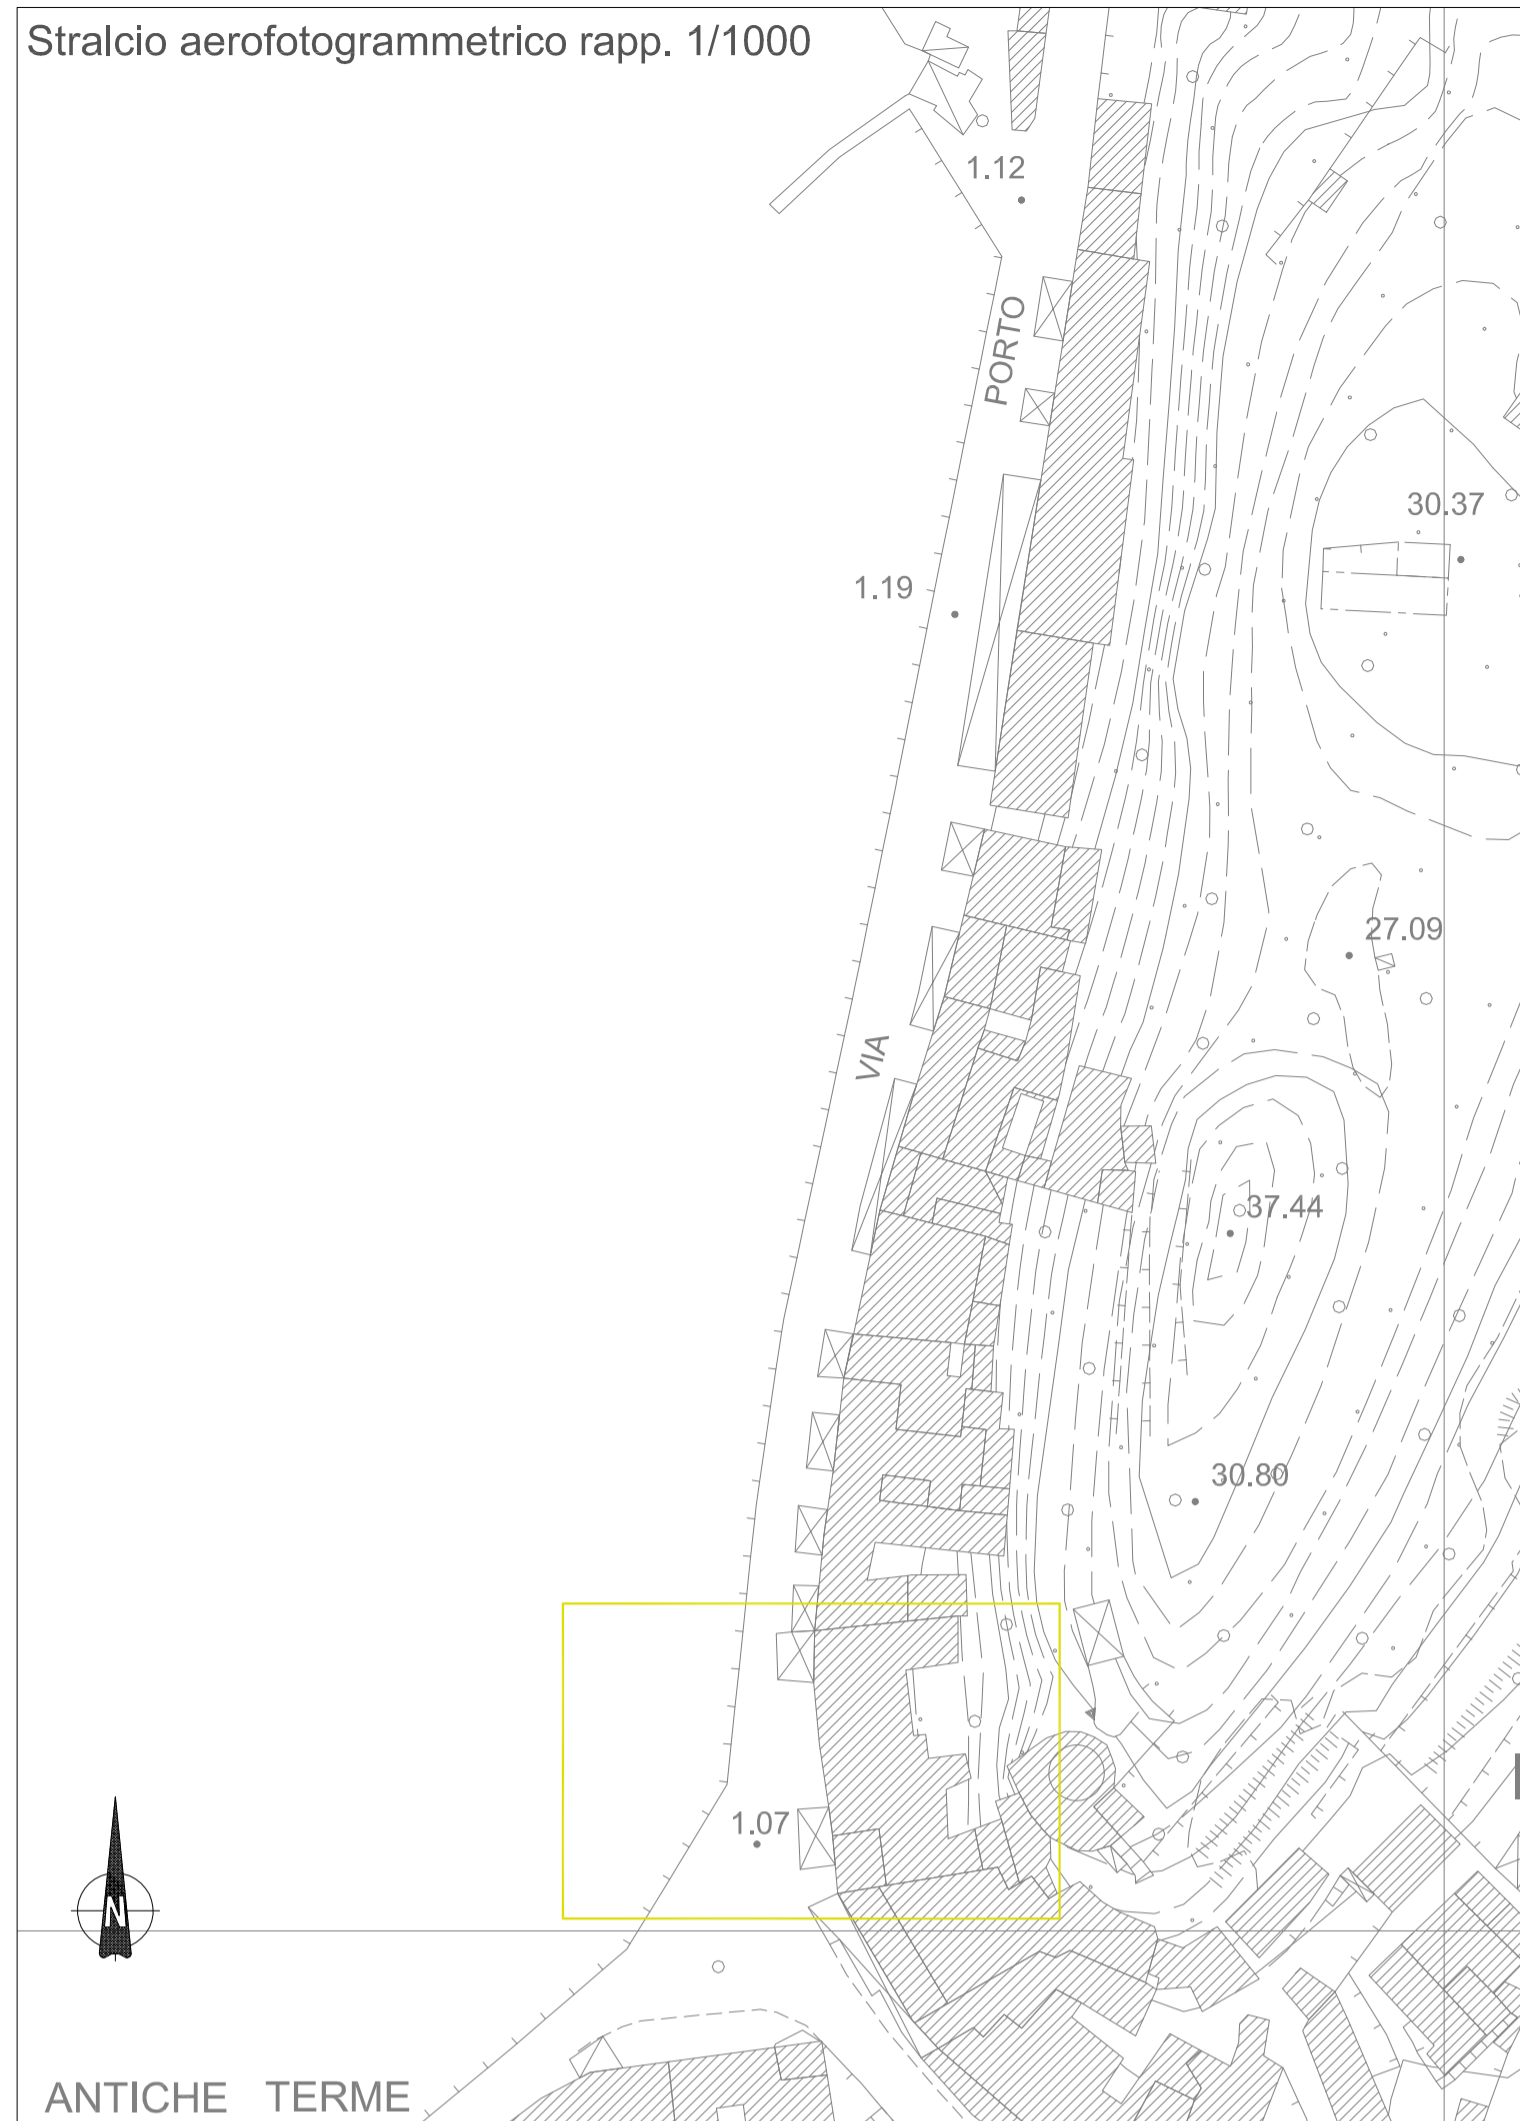 Stralcio aerofotogrammetrico rapp. 1/1000
1.12
PORTO
30.37
1.19
27.09
VIA
37.44
30.80
1.07
N
ANTICHE TERME